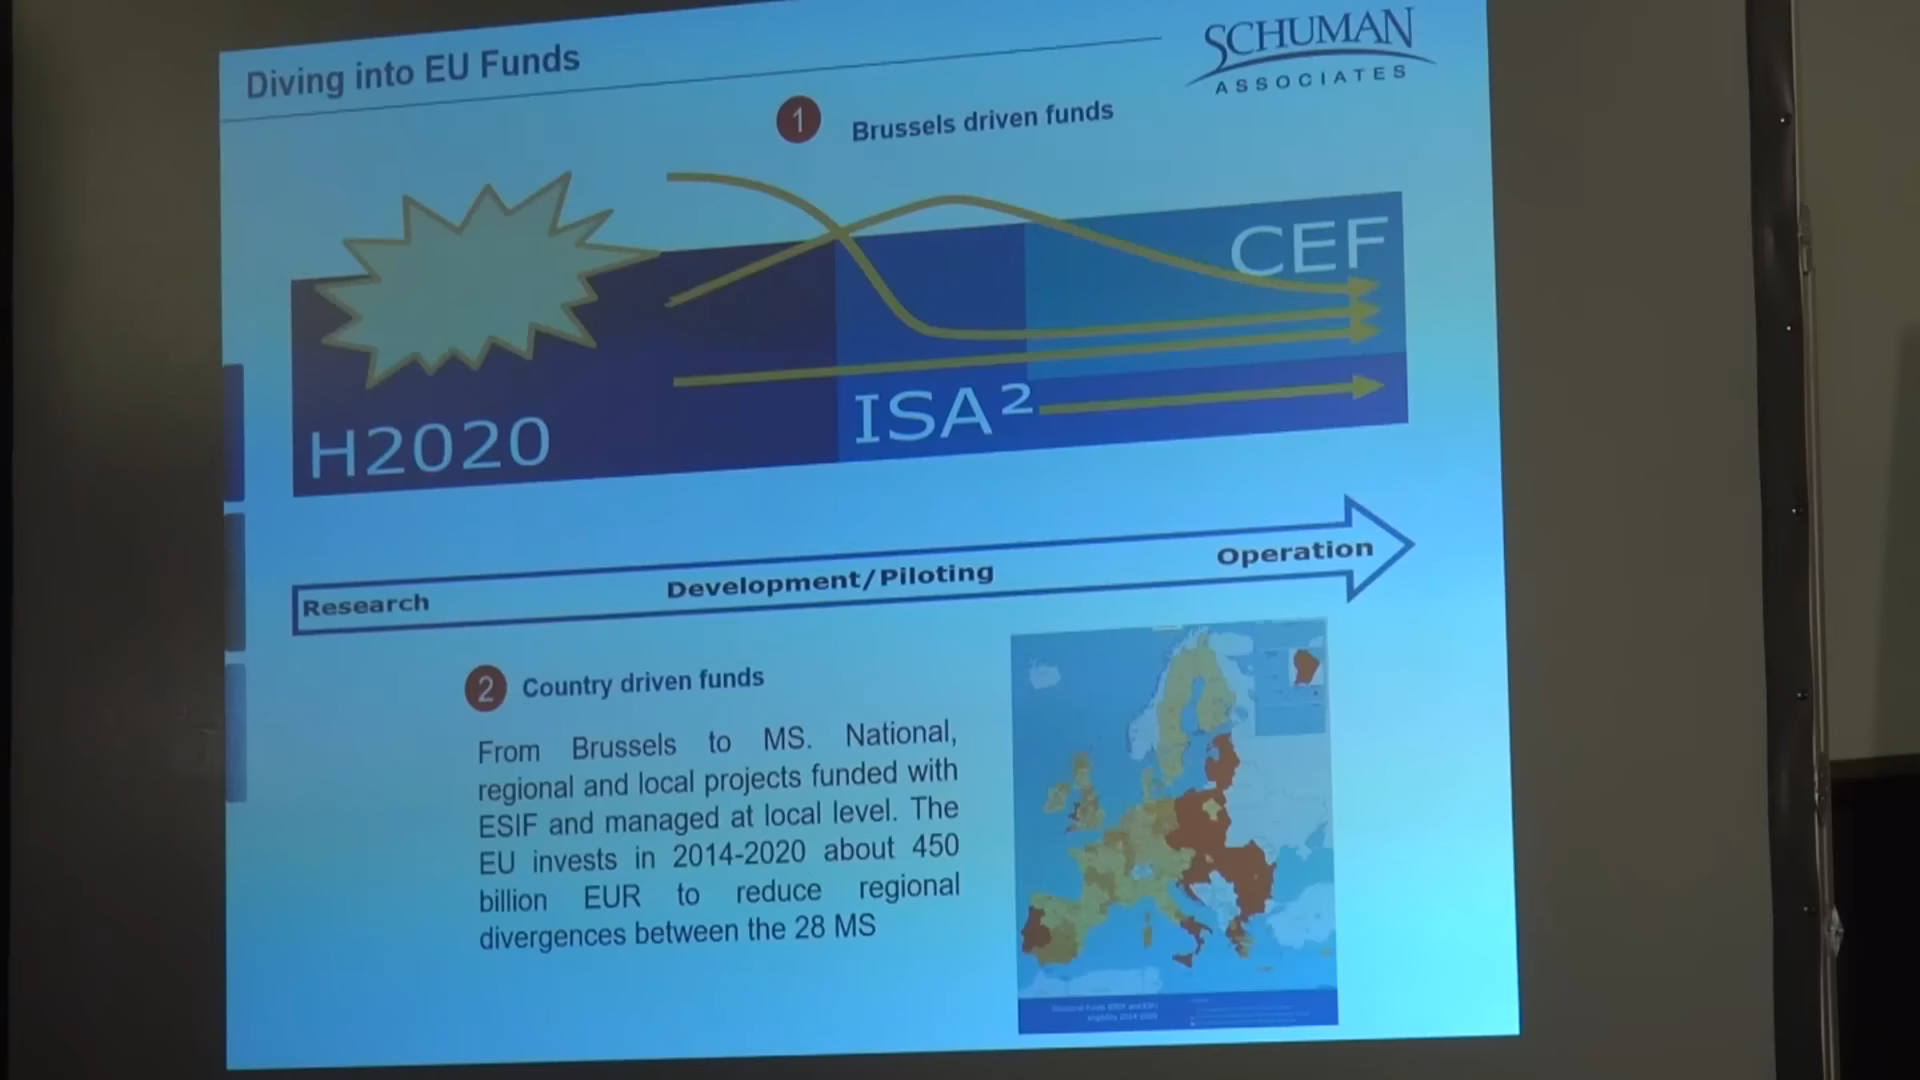 Diving into EU Funds
SCHUMAN
ASSOCIATES
1 Brussels driven funds
CEF
ISA²
H2020
Research
Development/Piloting
Operation
2 Country driven funds
From Brussels to MS. National,
regional and local projects funded with
ESIF and managed at local level. The
EU invests in 2014-2020 about 450
billion EUR to reduce regional
divergences between the 28 MS